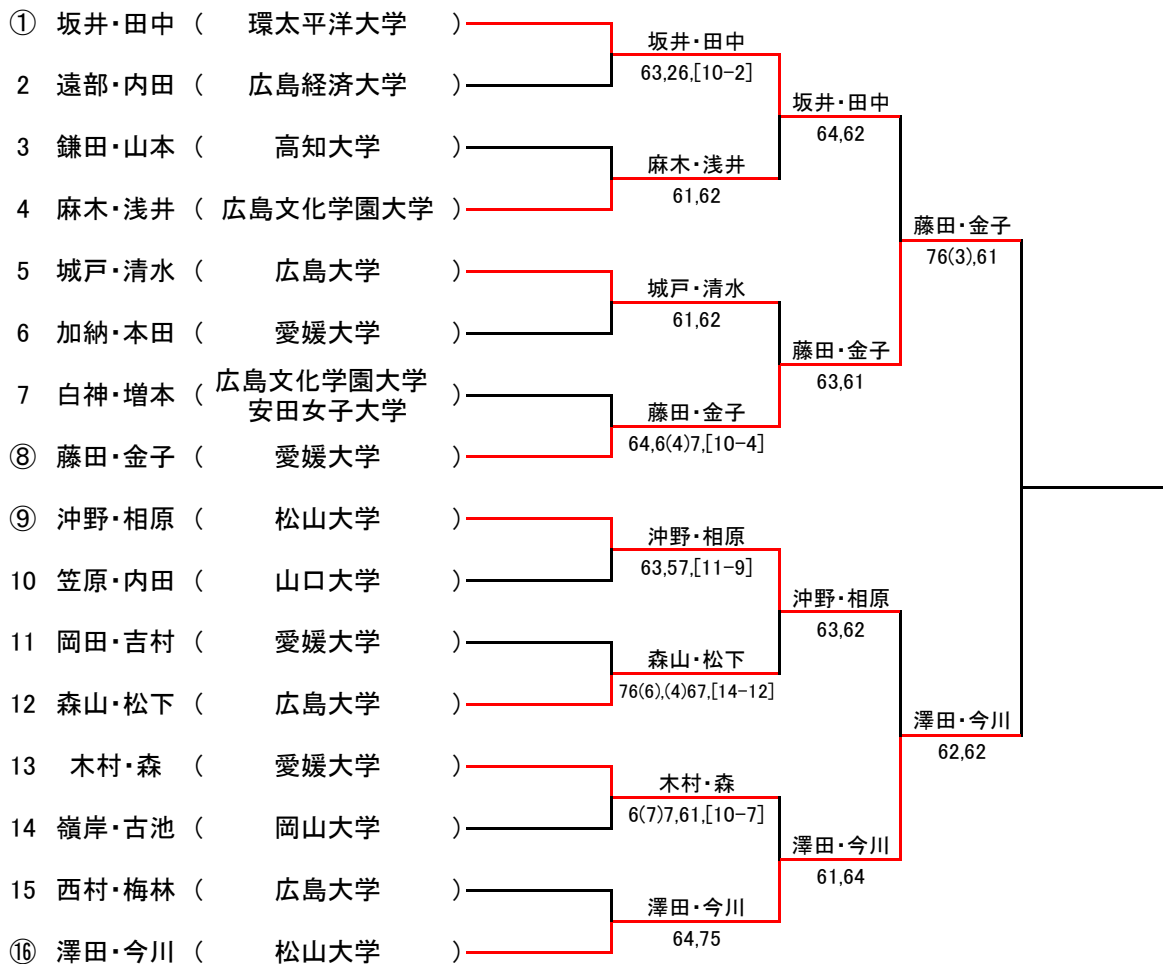 ① 坂井・田中 ( 環太平洋大学 )
坂井・田中
63,26,[10-2]
2 遠部・内田 ( 広島経済大学 )
坂井・田中
64,62
3 鎌田・山本 ( 高知大学 )
麻木・浅井
61,62
4 麻木・浅井 ( 広島文化学園大学 )
藤田・金子
76(3),61
5 城戸・清水 ( 広島大学 )
城戸・清水
61,62
6 加納・本田 ( 愛媛大学 )
藤田・金子
63,61
7 白神・増本 ( 広島文化学園大学
安田女子大学 )
藤田・金子
64,6(4)7,[10-4]
⑧ 藤田・金子 ( 愛媛大学 )
⑨ 沖野・相原 ( 松山大学 )
沖野・相原
63,57,[11-9]
10 笠原・内田 ( 山口大学 )
沖野・相原
63,62
11 岡田・吉村 ( 愛媛大学 )
森山・松下
76(6),(4)67,[14-12]
12 森山・松下 ( 広島大学 )
澤田・今川
62,62
13 木村・森 ( 愛媛大学 )
木村・森
6(7)7,61,[10-7]
14 嶺岸・古池 ( 岡山大学 )
澤田・今川
61,64
15 西村・梅林 ( 広島大学 )
澤田・今川
64,75
⑯ 澤田・今川 ( 松山大学 )